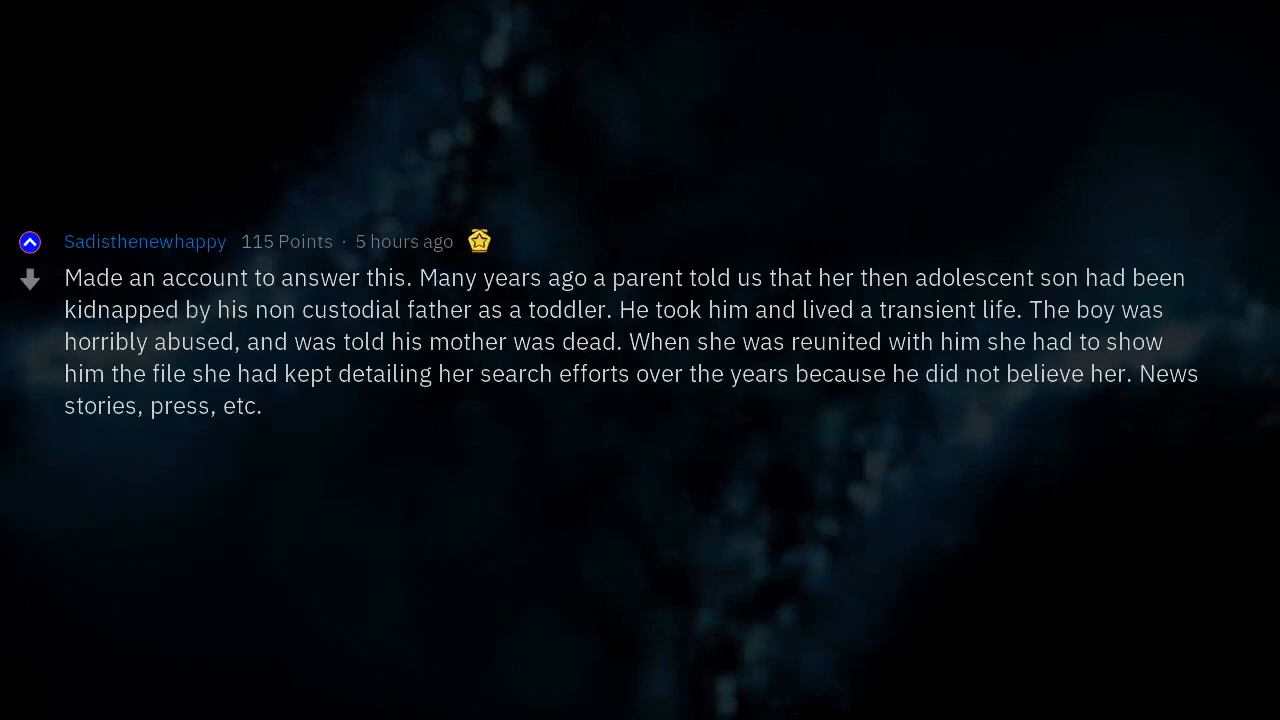 Sadisthenewhappy 115 Points · 5 hours ago
Made an account to answer this. Many years ago a parent told us that her then adolescent son had been
kidnapped by his non custodial father as a toddler. He took him and lived a transient life. The boy was
horribly abused, and was told his mother was dead. When she was reunited with him she had to show
him the file she had kept detailing her search efforts over the years because he did not believe her. News
stories, press, etc.